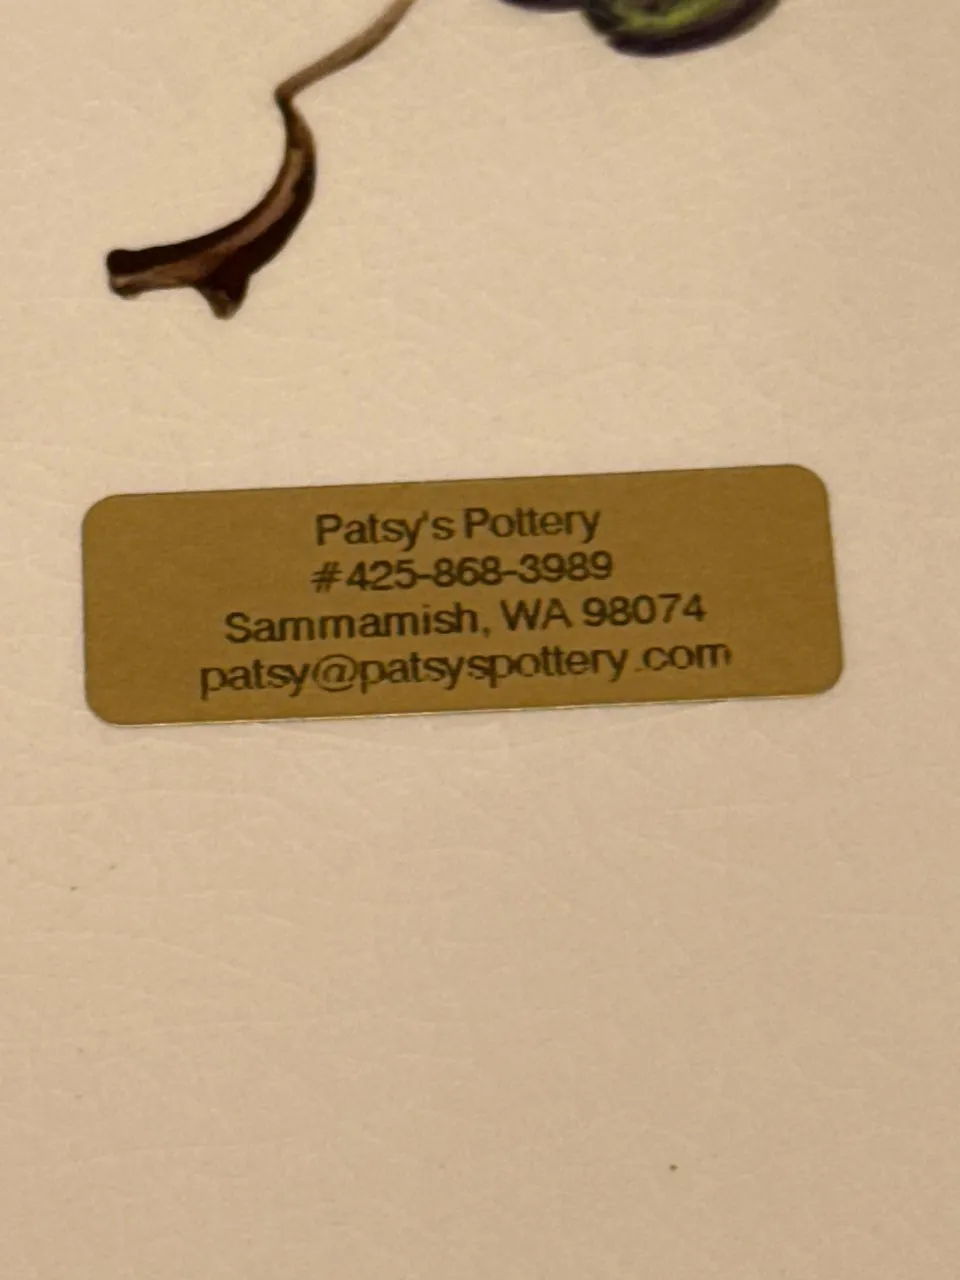 Patsy's Pottery
#425-868-3989
Sammamish, WA 98074
patsy@patsyspottery.com